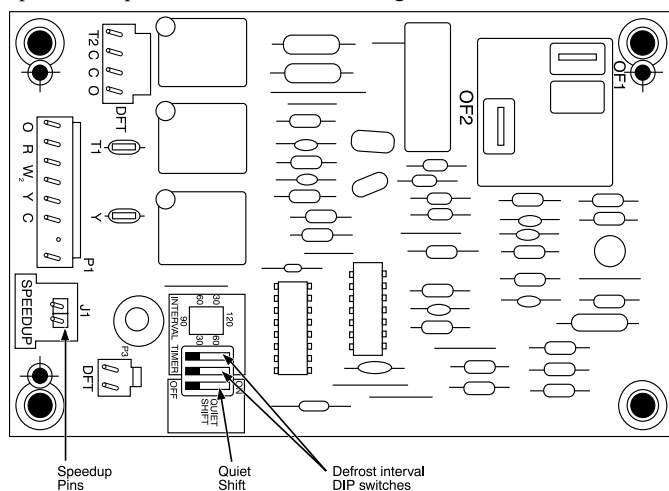 T2 C C O
DFT
T1
O R W₂ Y C
Y
P1
OF1
OF2
J1
SPEEDUP
P3
DFT
INTERVAL TIMER
60 30
90 120
30 60
OFF
ON
QUIET
SHIFT
Speedup
Pins
Quiet
Shift
Defrost interval
DIP switches